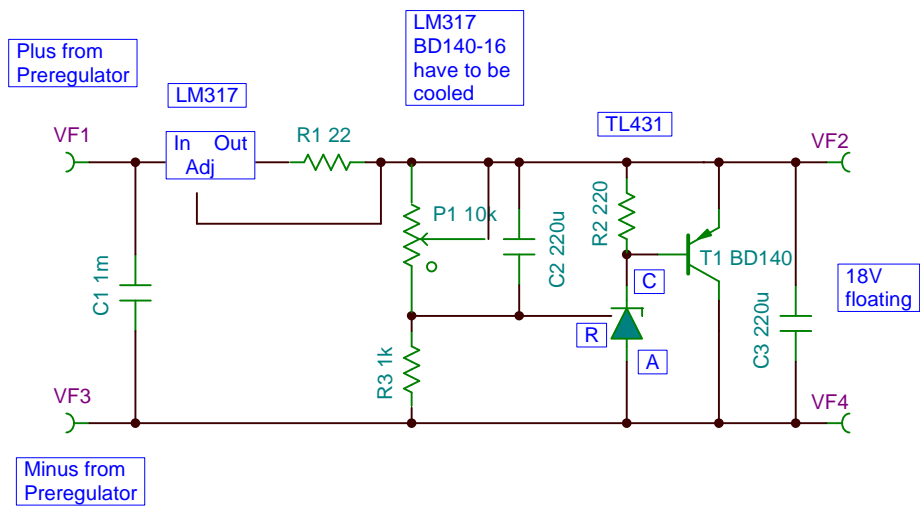 LM317
BD140-16
have to be
cooled
Plus from
Preregulator
LM317
TL431
VF1
In Out
Adj
R1 22
VF2
P1 10k
C2 220u
R2 220
T1 BD140
C1 1m
C
18V
floating
R
A
C3 220u
R3 1k
VF3
VF4
Minus from
Preregulator